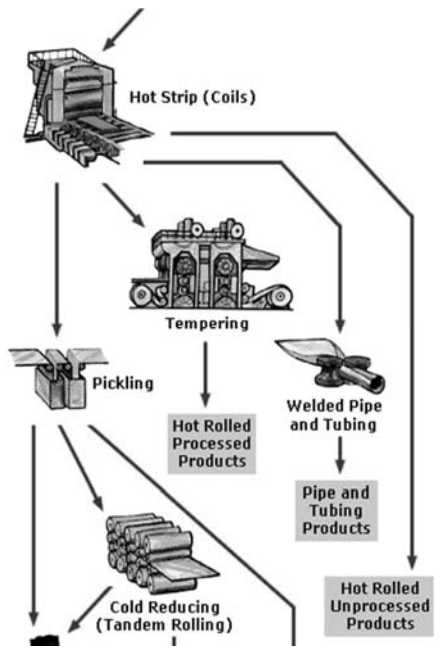 Hot Strip (Coils)
Tempering
Pickling
Welded Pipe
and Tubing
Hot Rolled
Processed
Products
Pipe and
Tubing
Products
Cold Reducing
(Tandem Rolling)
Hot Rolled
Unprocessed
Products